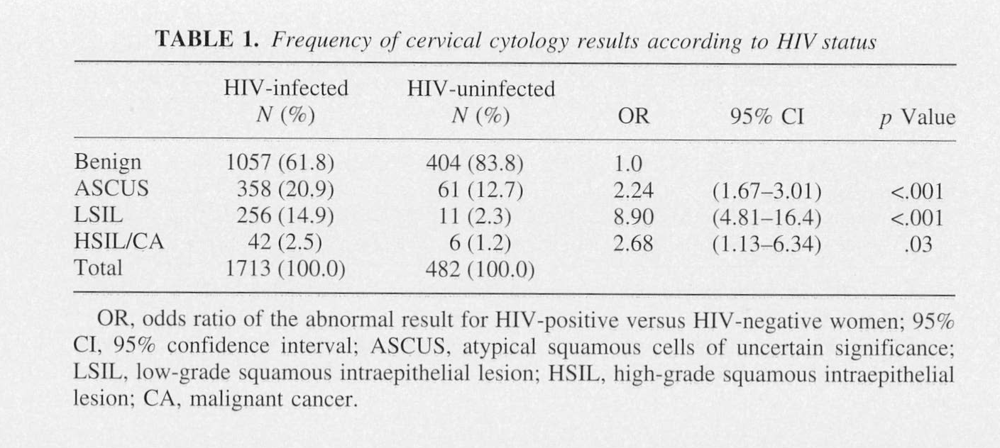 TABLE 1. Frequency of cervical cytology results according to HIV status
HIV-infected HIV-uninfected
N (%) N (%) OR 95% CI p Value
Benign 1057 (61.8) 404 (83.8) 1.0
ASCUS 358 (20.9) 61 (12.7) 2.24 (1.67–3.01) <.001
LSIL 256 (14.9) 11 (2.3) 8.90 (4.81–16.4) <.001
HSIL/CA 42 (2.5) 6 (1.2) 2.68 (1.13–6.34) .03
Total 1713 (100.0) 482 (100.0)
OR, odds ratio of the abnormal result for HIV-positive versus HIV-negative women; 95%
CI, 95% confidence interval; ASCUS, atypical squamous cells of uncertain significance;
LSIL, low-grade squamous intraepithelial lesion; HSIL, high-grade squamous intraepithelial
lesion; CA, malignant cancer.